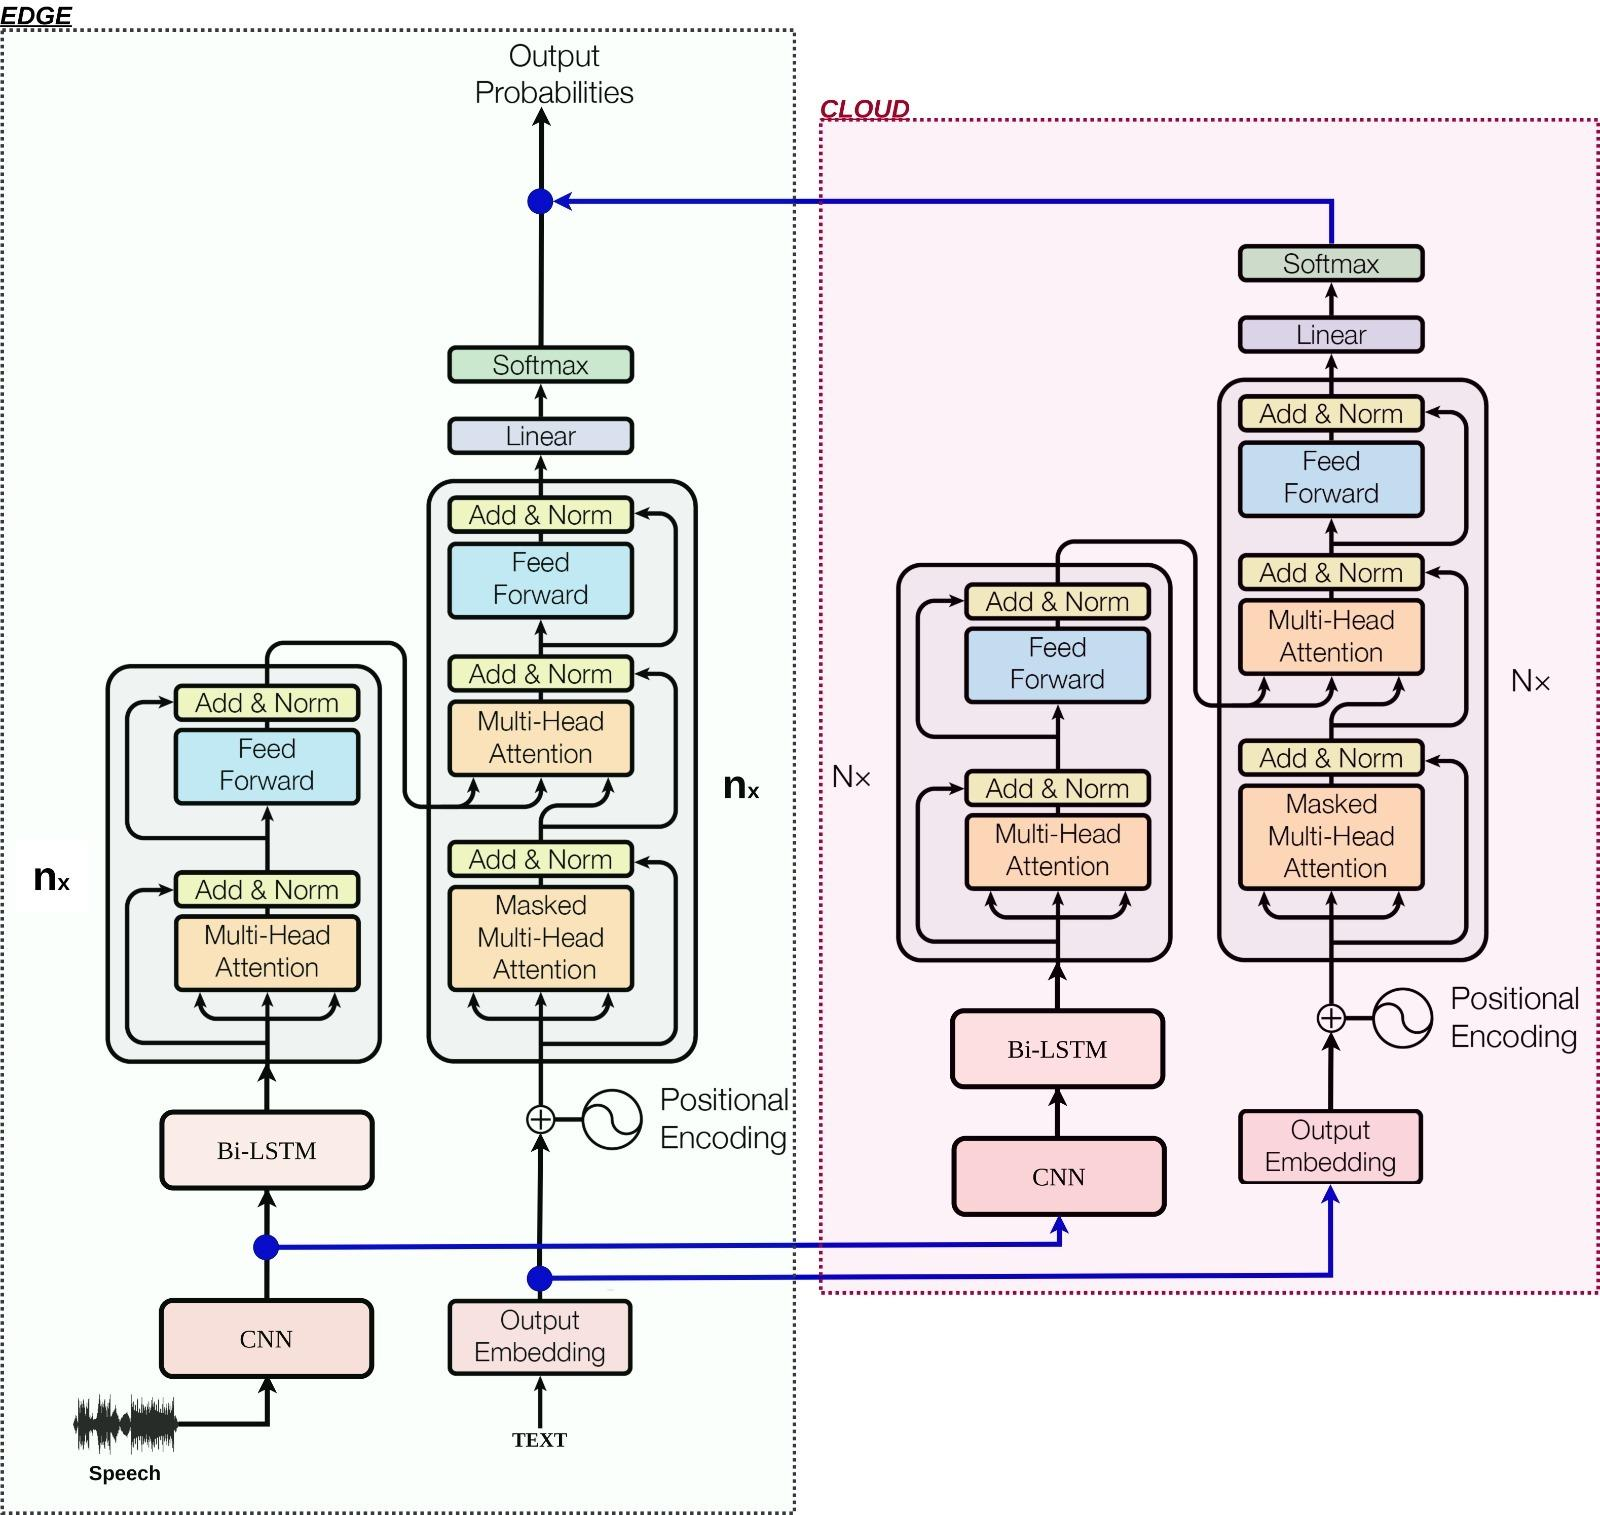 EDGE
Output
Probabilities
Softmax
Linear
Add & Norm
Feed
Forward
Add & Norm
Multi-Head
Attention
Add & Norm
Masked
Multi-Head
Attention
nx
Add & Norm
Feed
Forward
Add & Norm
Multi-Head
Attention
nx
Positional
Encoding
Bi-LSTM
CNN
Output
Embedding
Speech
TEXT
CLOUD
Softmax
Linear
Add & Norm
Feed
Forward
Add & Norm
Multi-Head
Attention
Add & Norm
Masked
Multi-Head
Attention
N×
Add & Norm
Feed
Forward
Add & Norm
Multi-Head
Attention
N×
Positional
Encoding
Bi-LSTM
CNN
Output
Embedding